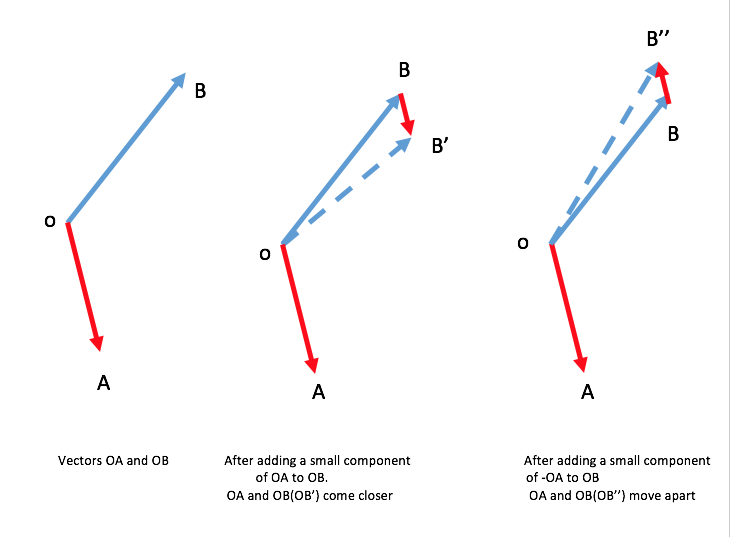 B
O
A
Vectors OA and OB
B
B’
O
A
After adding a small component
of OA to OB.
OA and OB(OB’) come closer
B’’
B
O
A
After adding a small component
of -OA to OB
OA and OB(OB’’) move apart